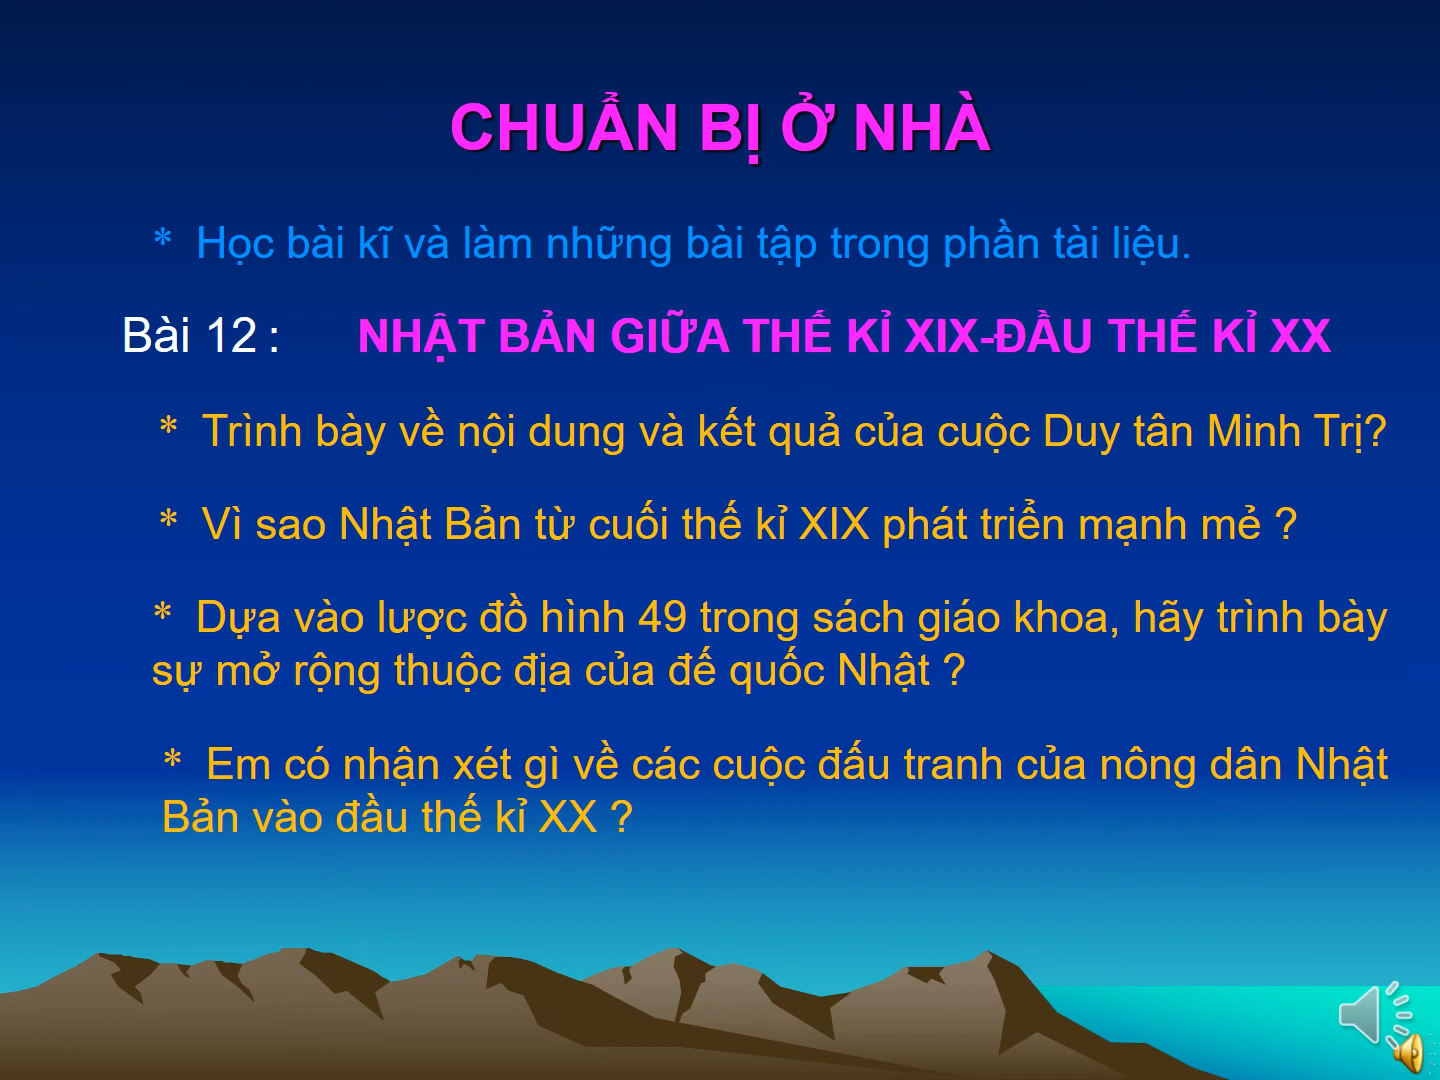 CHUẨN BỊ Ở NHÀ
* Học bài kĩ và làm những bài tập trong phần tài liệu.
Bài 12 : NHẬT BẢN GIỮA THẾ KỈ XIX-ĐẦU THẾ KỈ XX
* Trình bày về nội dung và kết quả của cuộc Duy tân Minh Trị?
* Vì sao Nhật Bản từ cuối thế kỉ XIX phát triển mạnh mẻ ?
* Dựa vào lược đồ hình 49 trong sách giáo khoa, hãy trình bày
sự mở rộng thuộc địa của đế quốc Nhật ?
* Em có nhận xét gì về các cuộc đấu tranh của nông dân Nhật
Bản vào đầu thế kỉ XX ?